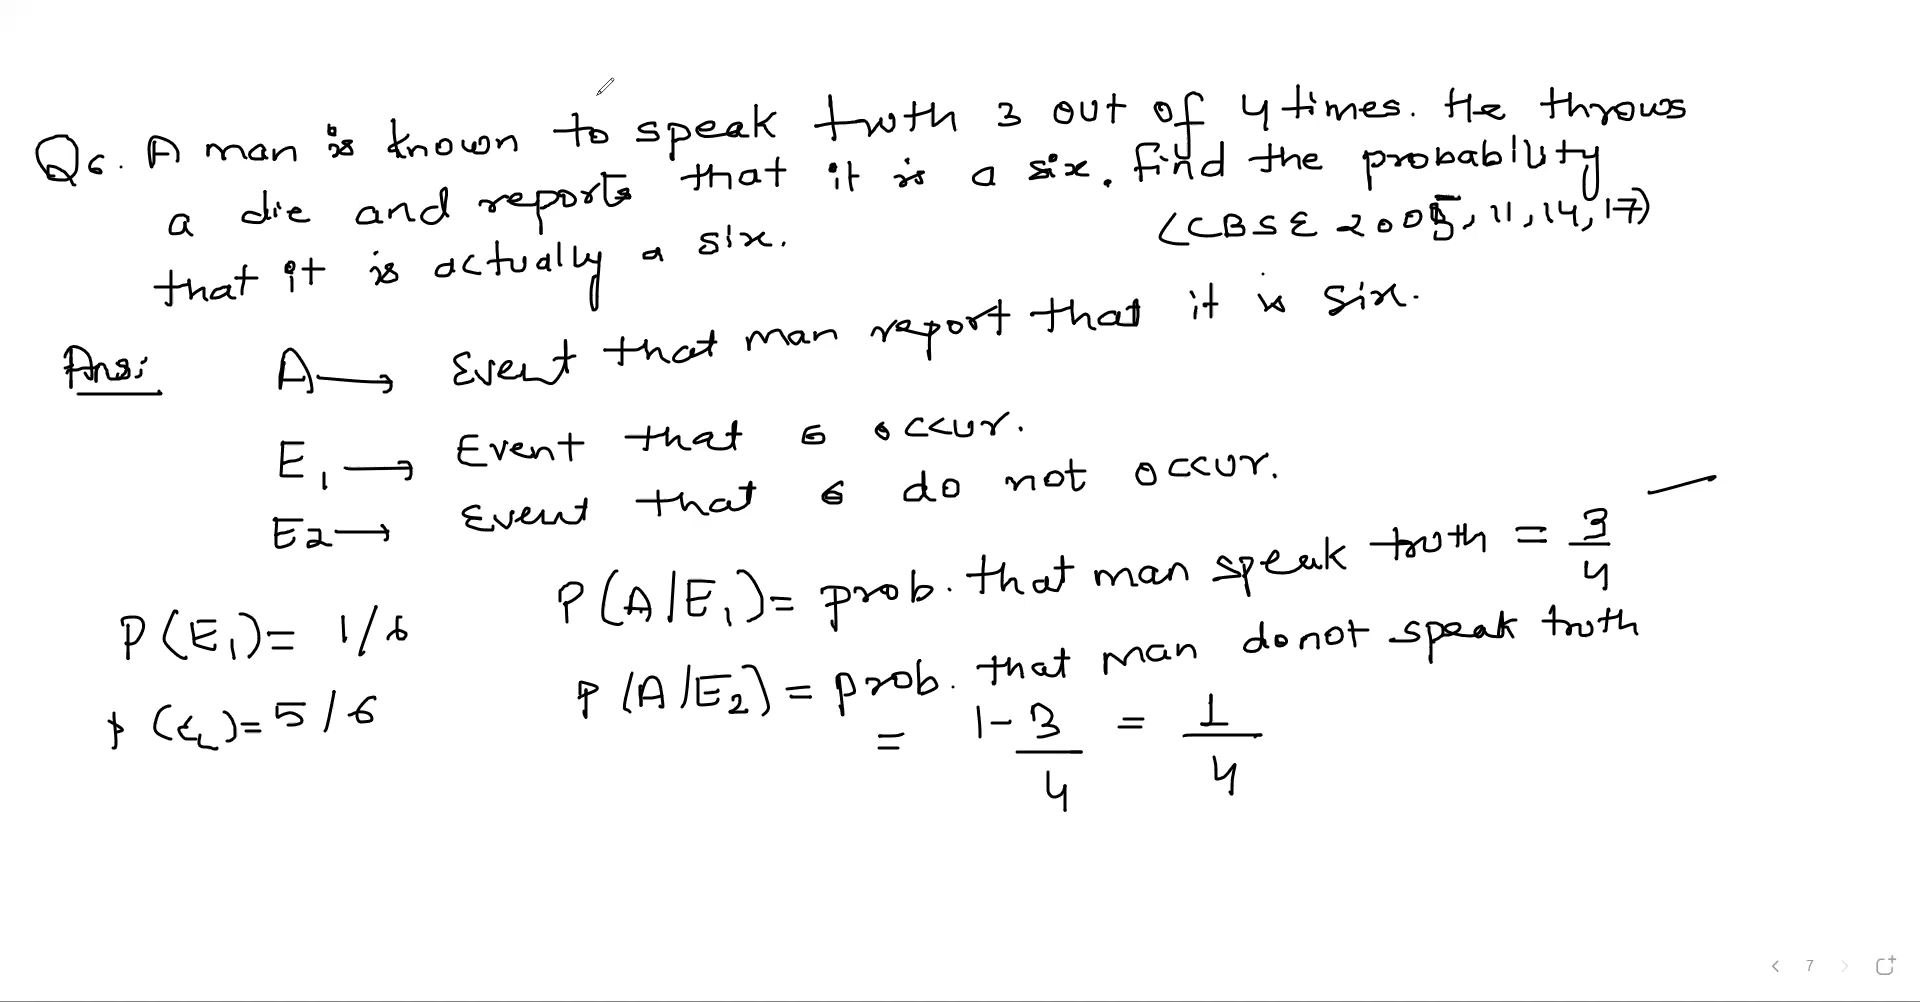 Q6. A man is known to speak truth 3 out of 4 times. He throws
a die and reports that it is a six. Find the probability
that it is actually a six. (CBSE 2005, 11, 14, 17)
Ans: A → Event that man report that it is six.
E1 → Event that 6 occur.
E2 → Event that 6 do not occur.
P(E1) = 1/6 P(A/E1) = prob. that man speak truth = 3/4
P(E2) = 5/6 P(A/E2) = prob. that man do not speak truth
= 1 - 3/4 = 1/4
7